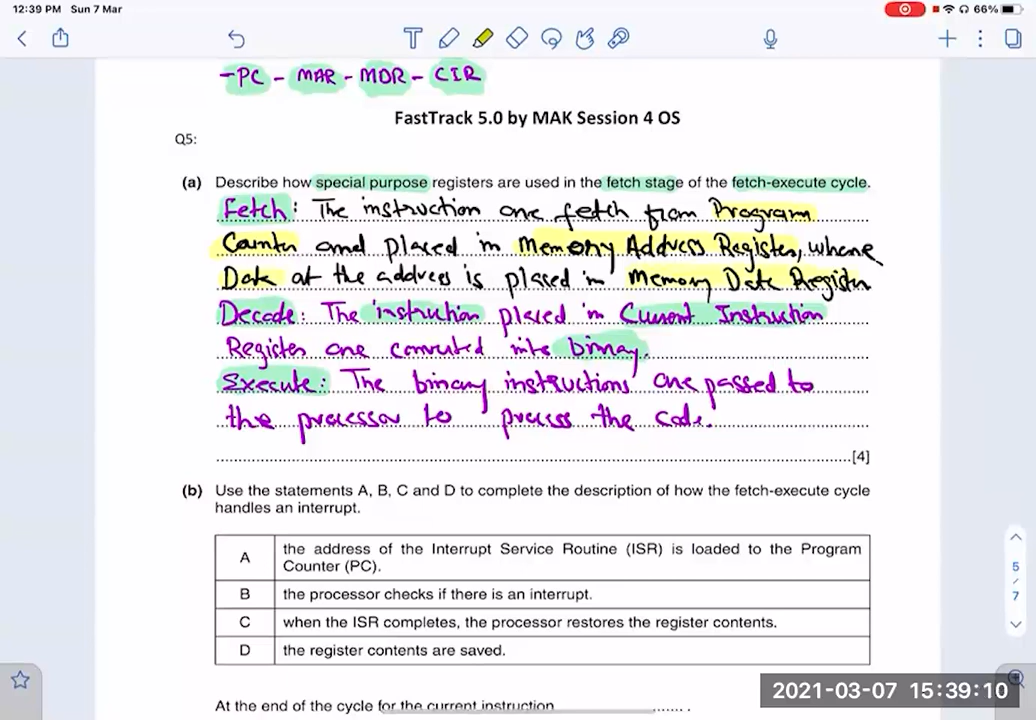 12:39 PM Sun 7 Mar 66%
-PC - MAR - MDR - CIR
FastTrack 5.0 by MAK Session 4 OS
Q5:
(a) Describe how special purpose registers are used in the fetch stage of the fetch-execute cycle.
Fetch: The instruction are fetch from Program
Counter and placed in Memory Address Register, where
Data at the address is placed in Memory Data Register
Decode: The instruction placed in Current Instruction
Register are converted into binary.
Execute: The binary instructions are passed to
the processor to process the code.
[4]
(b) Use the statements A, B, C and D to complete the description of how the fetch-execute cycle
handles an interrupt.
A the address of the Interrupt Service Routine (ISR) is loaded to the Program
Counter (PC).
B the processor checks if there is an interrupt.
C when the ISR completes, the processor restores the register contents.
D the register contents are saved.
At the end of the cycle for the current instruction ....... .
5
/
7
2021-03-07 15:39:10